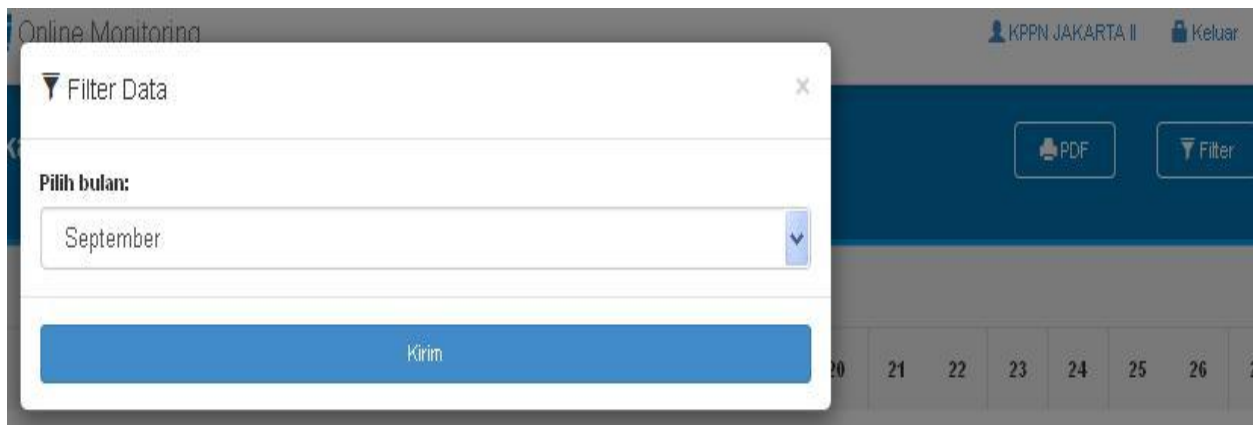 Online Monitoring
KPPN JAKARTA II
Keluar
Filter Data
×
PDF
Filter
Pilih bulan:
September
Kirim
20 21 22 23 24 25 26